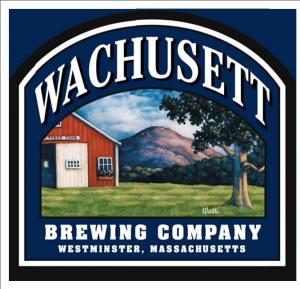 WACHUSETT
BREWING COMPANY
WESTMINSTER, MASSACHUSETTS